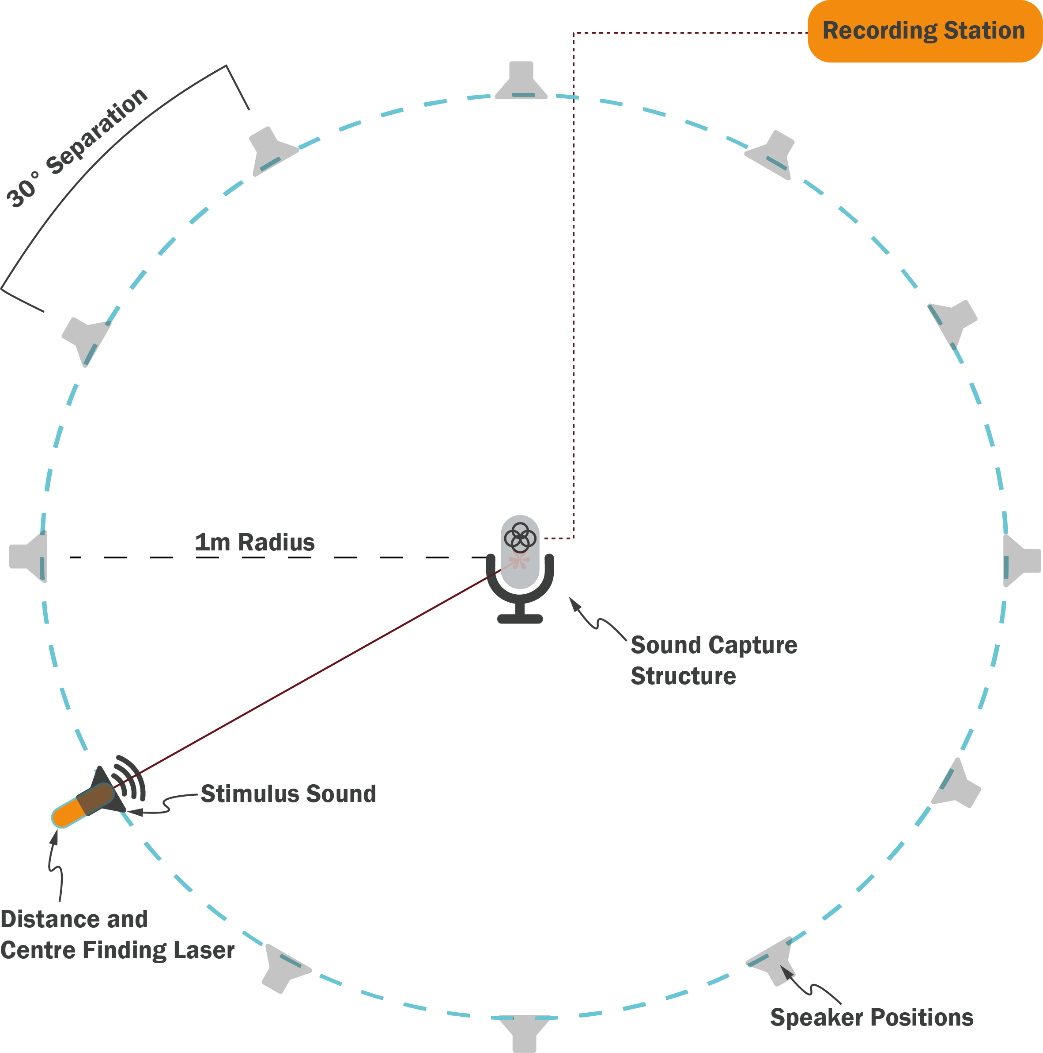 Recording Station
30° Separation
1m Radius
Sound Capture
Structure
Stimulus Sound
Distance and
Centre Finding Laser
Speaker Positions